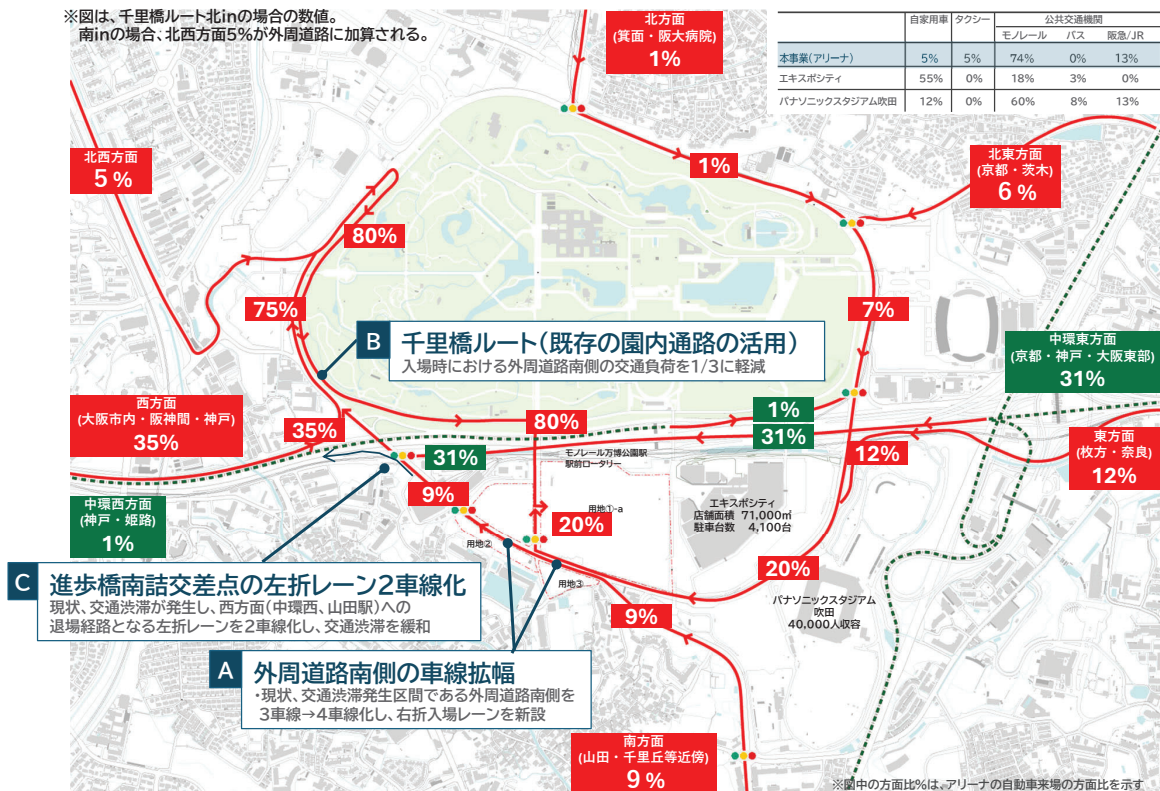 ※図は、千里橋ルート北inの場合の数値。
南inの場合、北西方面5%が外周道路に加算される。
北方面
(箕面・阪大病院)
1%
自家用車 タクシー 公共交通機関
モノレール バス 阪急/JR
本事業(アリーナ) 5% 5% 74% 0% 13%
エキスポシティ 55% 0% 18% 3% 0%
パナソニックスタジアム吹田 12% 0% 60% 8% 13%
北西方面
5%
1%
北東方面
(京都・茨木)
6%
80%
75%
7%
B 千里橋ルート(既存の園内通路の活用)
入場時における外周道路南側の交通負荷を1/3に軽減
中環東方面
(京都・神戸・大阪東部)
31%
西方面
(大阪市内・阪神間・神戸)
35%
35%
80%
1%
31%
31%
モノレール万博公園駅
駅前ロータリー
12%
東方面
(枚方・奈良)
12%
中環西方面
(神戸・姫路)
1%
9%
用地①-a
20%
用地②
用地③
エキスポシティ
店舗面積 71,000㎡
駐車台数 4,100台
20%
C 進歩橋南詰交差点の左折レーン2車線化
現状、交通渋滞が発生し、西方面(中環西、山田駅)への
退場経路となる左折レーンを2車線化し、交通渋滞を緩和
パナソニックスタジアム
吹田
40,000人収容
9%
A 外周道路南側の車線拡幅
・現状、交通渋滞発生区間である外周道路南側を
3車線→4車線化し、右折入場レーンを新設
南方面
(山田・千里丘等近傍)
9%
※図中の方面比%は、アリーナの自動車来場の方面比を示す